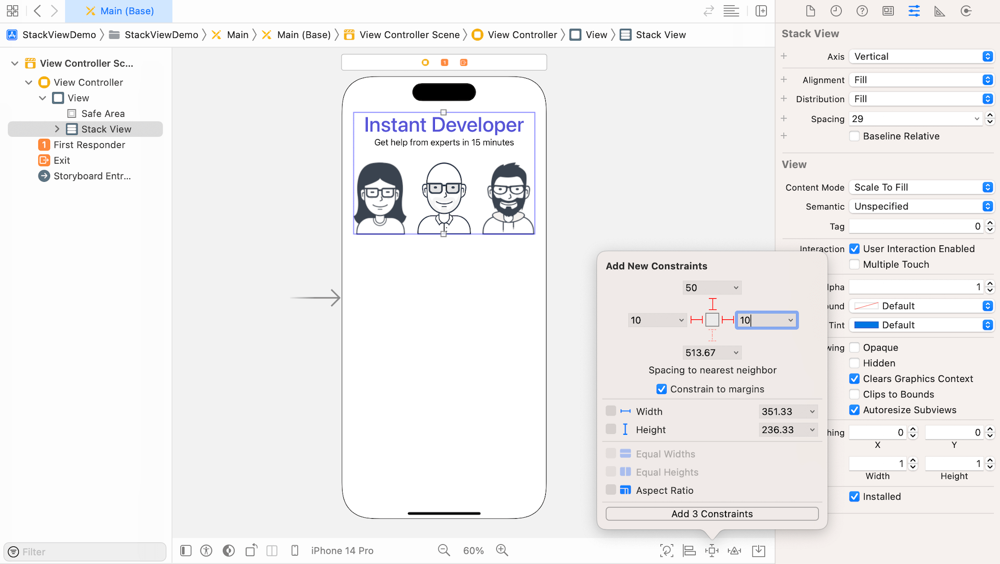 Main (Base)
StackViewDemo StackViewDemo Main Main (Base) View Controller Scene View Controller View Stack View
View Controller Sc...
View Controller
View
Safe Area
Stack View
1 First Responder
Exit
Storyboard Entr...
Filter
1
Instant Developer
Get help from experts in 15 minutes
iPhone 14 Pro
60%
Add New Constraints
50
10
10
513.67
Spacing to nearest neighbor
Constrain to margins
Width 351.33
Height 236.33
Equal Widths
Equal Heights
Aspect Ratio
Add 3 Constraints
Stack View
Axis Vertical
Alignment Fill
Distribution Fill
Spacing 29
Baseline Relative
View
Content Mode Scale To Fill
Semantic Unspecified
Tag 0
Interaction User Interaction Enabled
Multiple Touch
lpha 1
und Default
Tint Default
wing Opaque
Hidden
Clears Graphics Context
Clips to Bounds
Autoresize Subviews
hing 0 0
X Y
1 1
Width Height
Installed